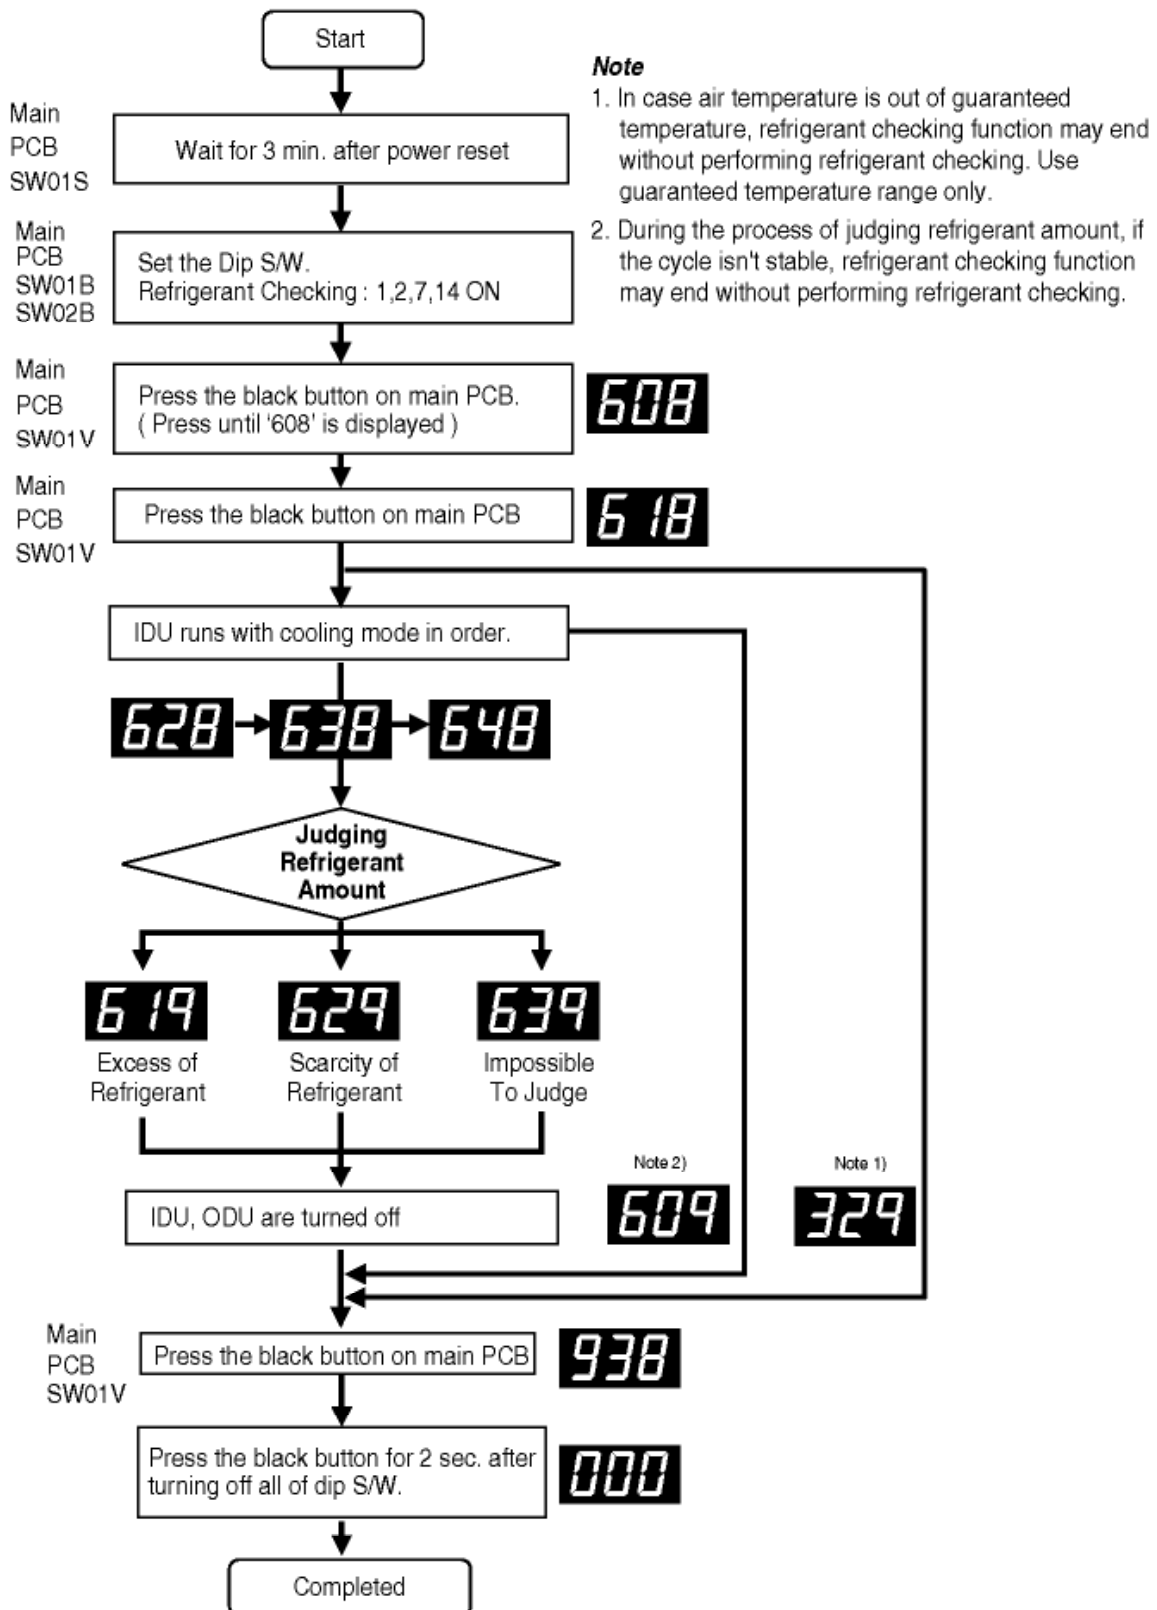 Start
Note
1. In case air temperature is out of guaranteed
temperature, refrigerant checking function may end
without performing refrigerant checking. Use
guaranteed temperature range only.
2. During the process of judging refrigerant amount, if
the cycle isn't stable, refrigerant checking function
may end without performing refrigerant checking.
Main
PCB
SW01S
Wait for 3 min. after power reset
Main
PCB
SW01B
SW02B
Set the Dip S/W.
Refrigerant Checking : 1,2,7,14 ON
Main
PCB
SW01V
Press the black button on main PCB.
( Press until '608' is displayed )
608
Main
PCB
SW01V
Press the black button on main PCB
618
IDU runs with cooling mode in order.
628
638
648
Judging
Refrigerant
Amount
619
629
639
Excess of
Refrigerant
Scarcity of
Refrigerant
Impossible
To Judge
Note 2)
609
Note 1)
329
IDU, ODU are turned off
Main
PCB
SW01V
Press the black button on main PCB
938
Press the black button for 2 sec. after
turning off all of dip S/W.
000
Completed